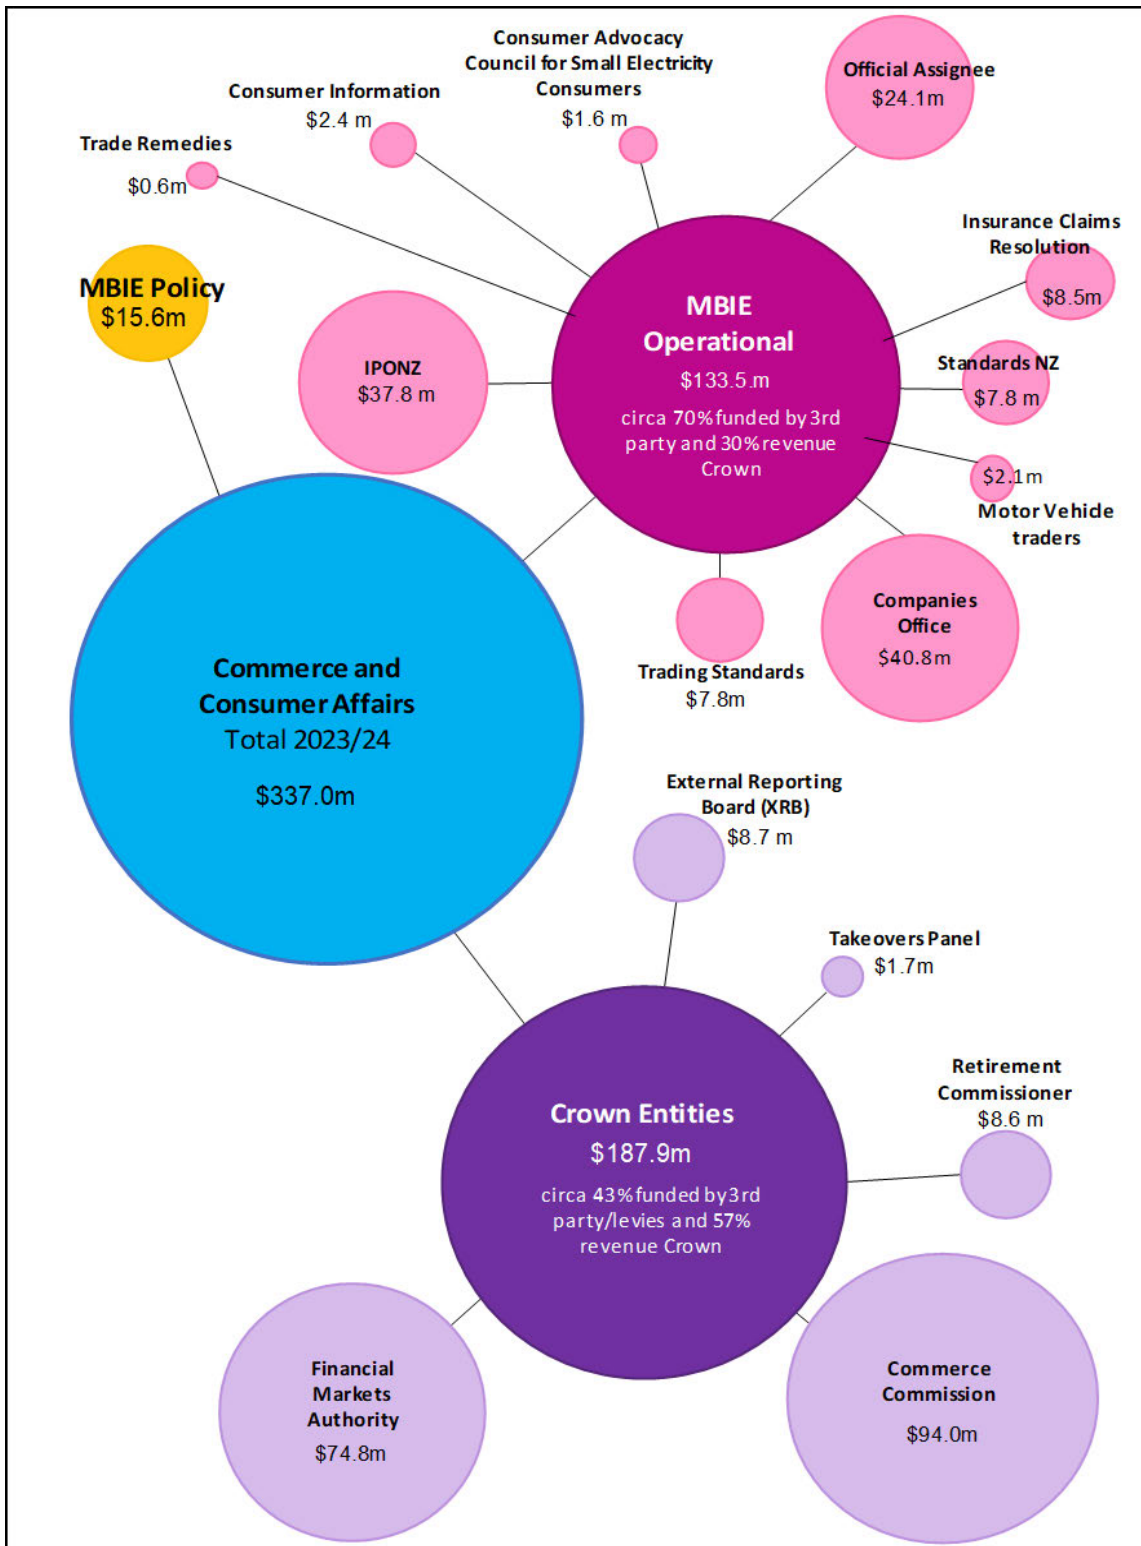 Consumer Advocacy
Council for Small Electricity
Consumers
$1.6 m
Official Assignee
$24.1m
Consumer Information
$2.4 m
Trade Remedies
$0.6m
Insurance Claims
Resolution
$8.5m
MBIE Policy
$15.6m
MBIE
Operational
$133.5.m
circa 70% funded by 3rd
party and 30% revenue
Crown
IPONZ
$37.8 m
Standards NZ
$7.8 m
$2.1m
Motor Vehicle
traders
Companies
Office
$40.8m
Trading Standards
$7.8m
Commerce and
Consumer Affairs
Total 2023/24
$337.0m
External Reporting
Board (XRB)
$8.7 m
Takeovers Panel
$1.7m
Retirement
Commissioner
$8.6 m
Crown Entities
$187.9m
circa 43% funded by 3rd
party/levies and 57%
revenue Crown
Financial
Markets
Authority
$74.8m
Commerce
Commission
$94.0m